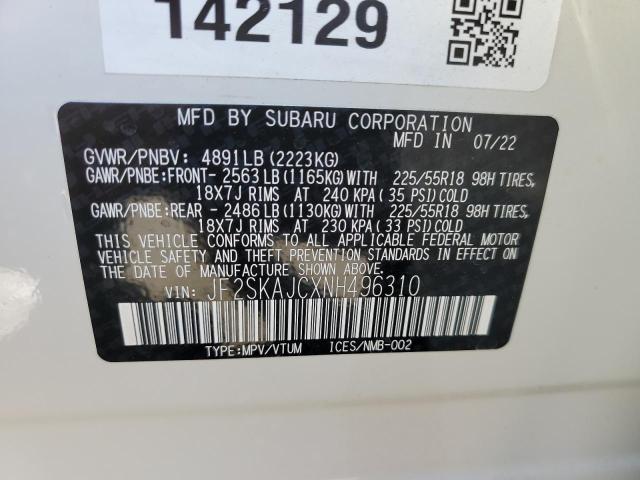 142129
MFD BY SUBARU CORPORATION
MFD IN 07/22
GVWR/PNBV: 4891LB(2223KG)
GAWR/PNBE:FRONT- 2563LB(1165KG)WITH 225/55R18 98H TIRES,
18X7J RIMS AT 240 KPA(35 PSI)COLD
GAWR/PNBE:REAR - 2486LB(1130KG)WITH 225/55R18 98H TIRES,
18X7J RIMS AT 230 KPA(33 PSI)COLD
THIS VEHICLE CONFORMS TO ALL APPLICABLE FEDERAL MOTOR
VEHICLE SAFETY AND THEFT PREVENTION STANDARDS IN EFFECT ON
THE DATE OF MANUFACTURE SHOWN ABOVE.
VIN: JF2SKAJCXNH496310
TYPE:MPV/VTUM ICES/NMB-002